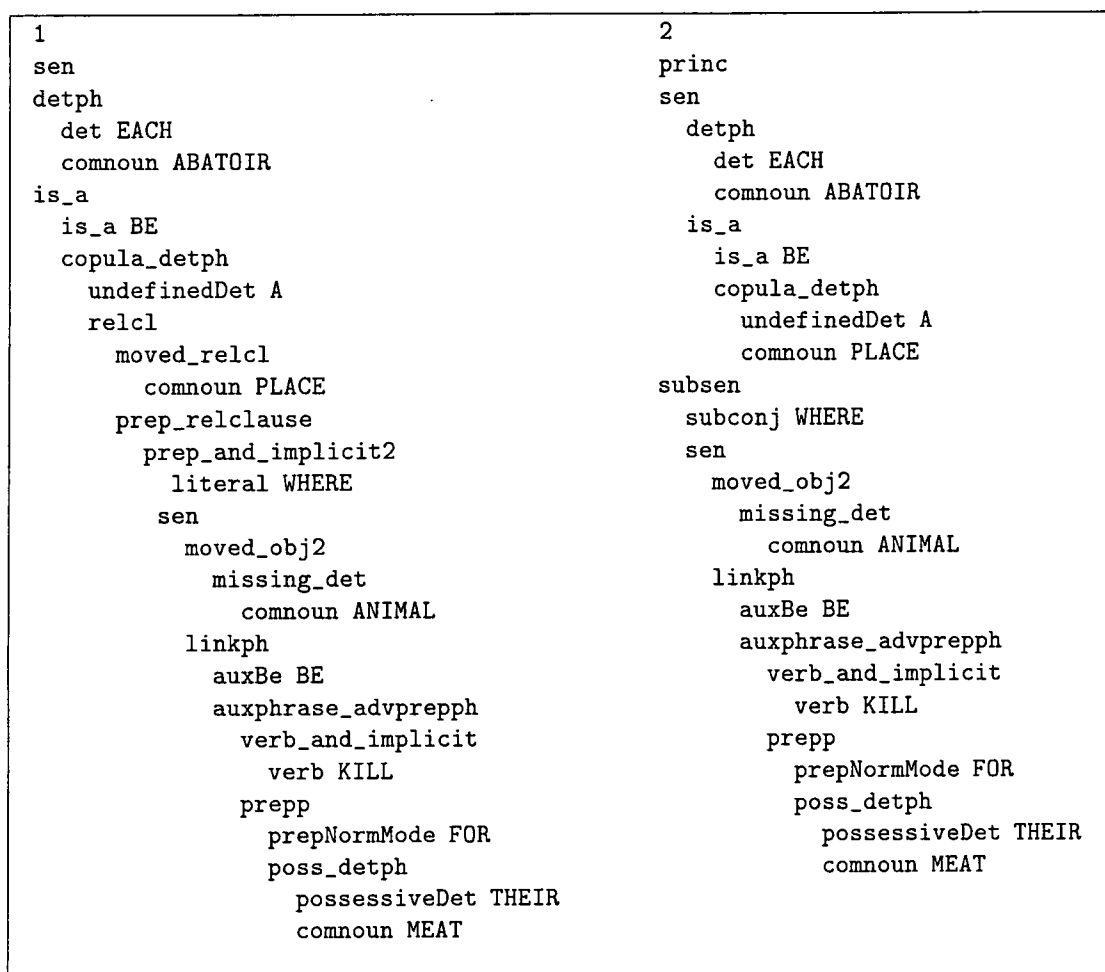 1
sen
detph
det EACH
comnoun ABATOIR
is_a
is_a BE
copula_detph
undefinedDet A
relcl
moved_relcl
comnoun PLACE
prep_relclause
prep_and_implicit2
literal WHERE
sen
moved_obj2
missing_det
comnoun ANIMAL
linkph
auxBe BE
auxphrase_advprepph
verb_and_implicit
verb KILL
prepp
prepNormMode FOR
poss_detph
possessiveDet THEIR
comnoun MEAT
2
princ
sen
detph
det EACH
comnoun ABATOIR
is_a
is_a BE
copula_detph
undefinedDet A
comnoun PLACE
subsen
subconj WHERE
sen
moved_obj2
missing_det
comnoun ANIMAL
linkph
auxBe BE
auxphrase_advprepph
verb_and_implicit
verb KILL
prepp
prepNormMode FOR
poss_detph
possessiveDet THEIR
comnoun MEAT